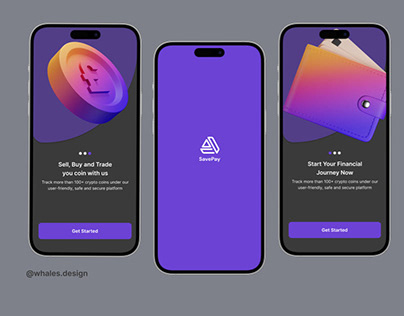 Sell, Buy and Trade
you coin with us
Track more than 100+ crypto coins under our
user-friendly, safe and secure platform
Get Started
SavePay
Start Your Financial
Journey Now
Track more than 100+ crypto coins under our
user-friendly, safe and secure platform
Get Started
@whales.design